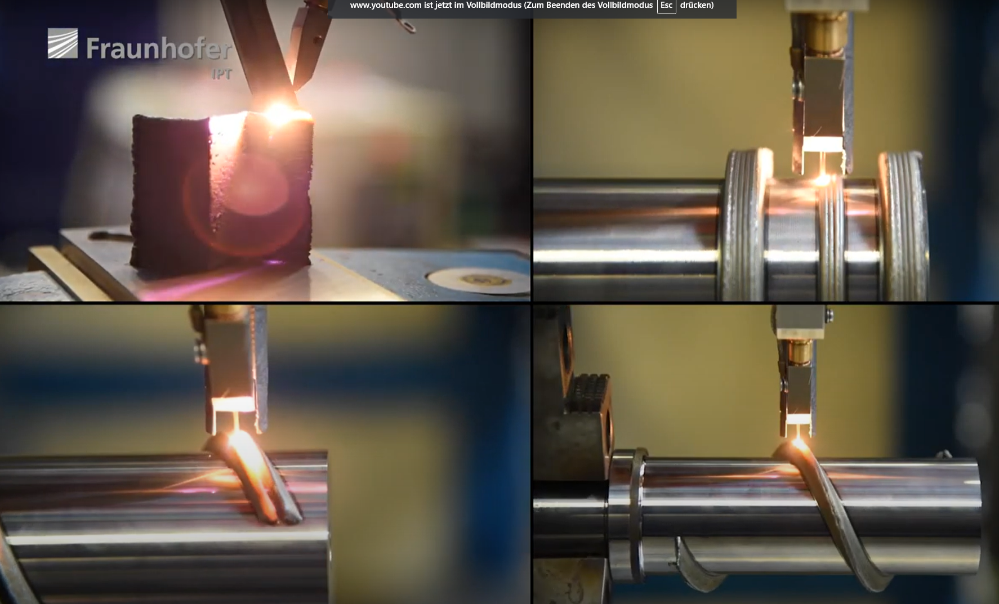 www.youtube.com ist jetzt im Vollbildmodus (Zum Beenden des Vollbildmodus Esc drücken)
Fraunhofer
IPT